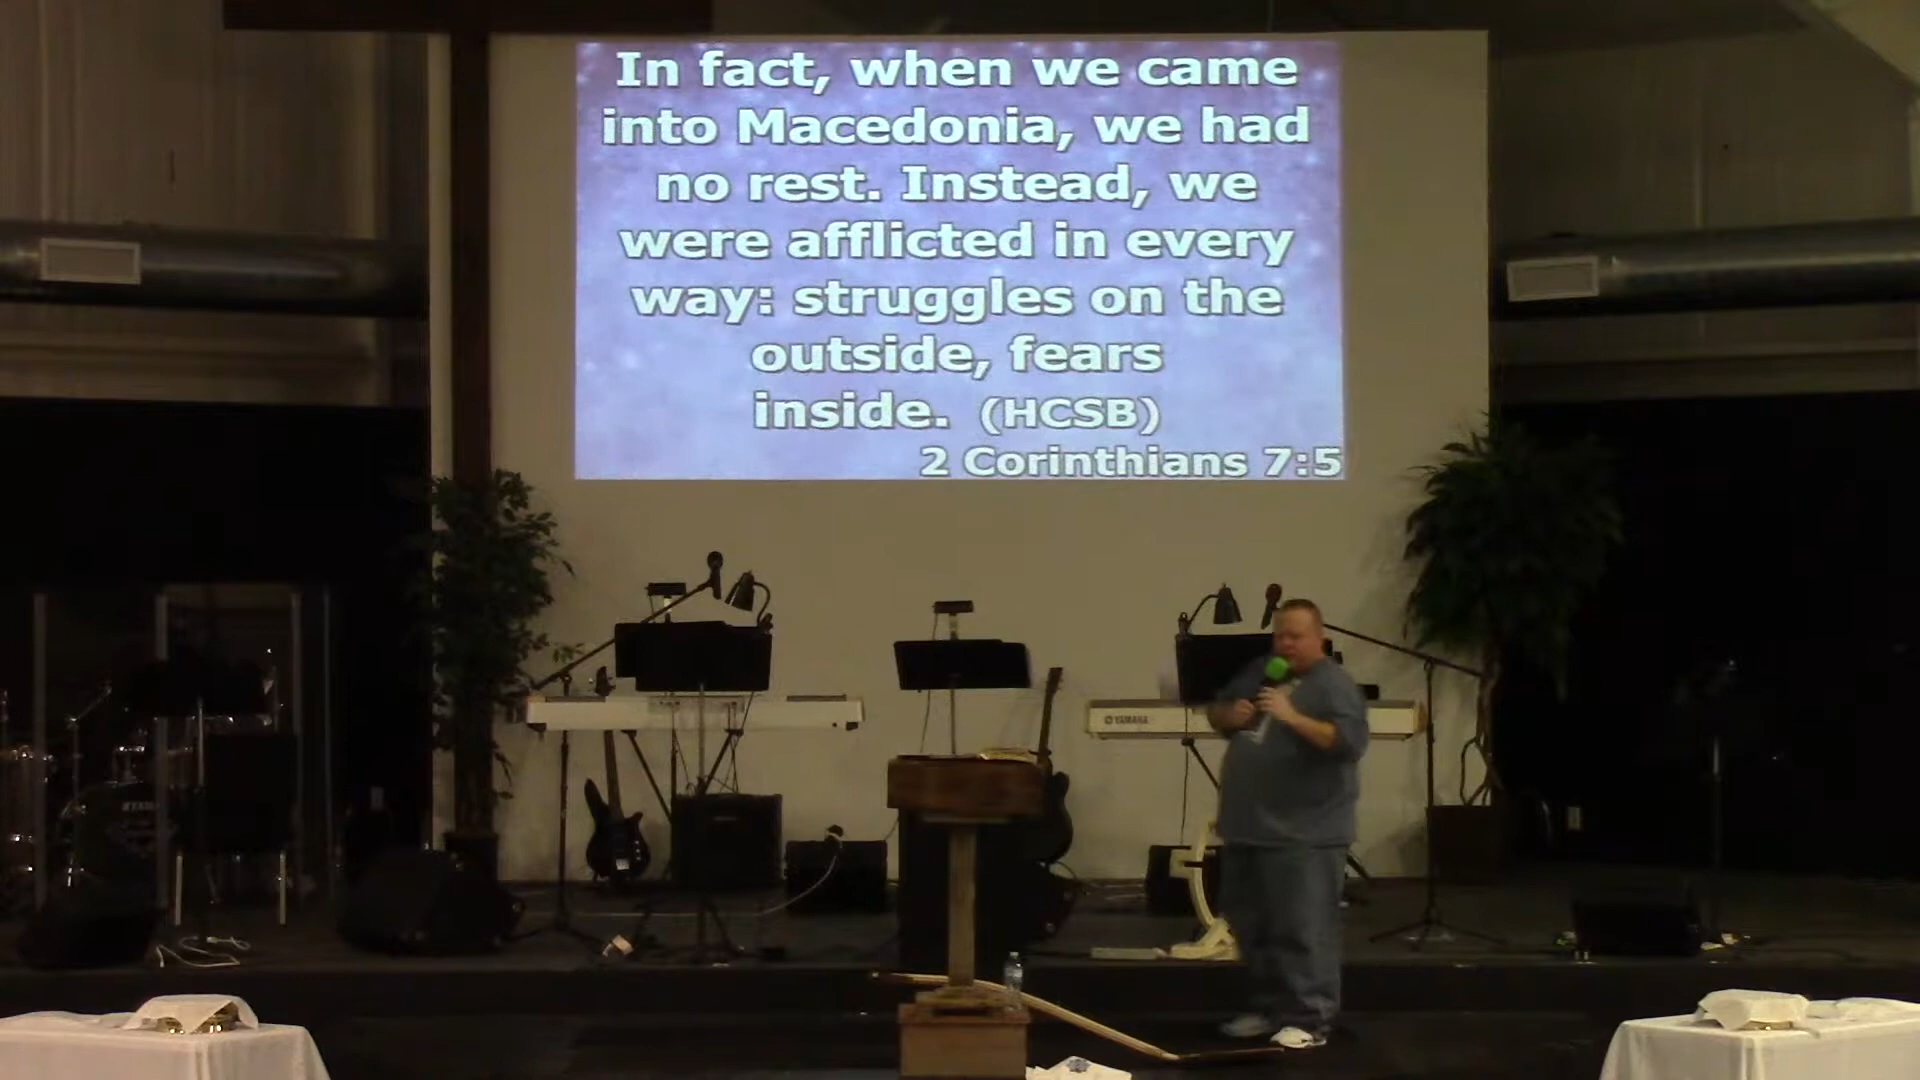 In fact, when we came
into Macedonia, we had
no rest. Instead, we
were afflicted in every
way: struggles on the
outside, fears
inside. (HCSB)
2 Corinthians 7:5
YAMAHA